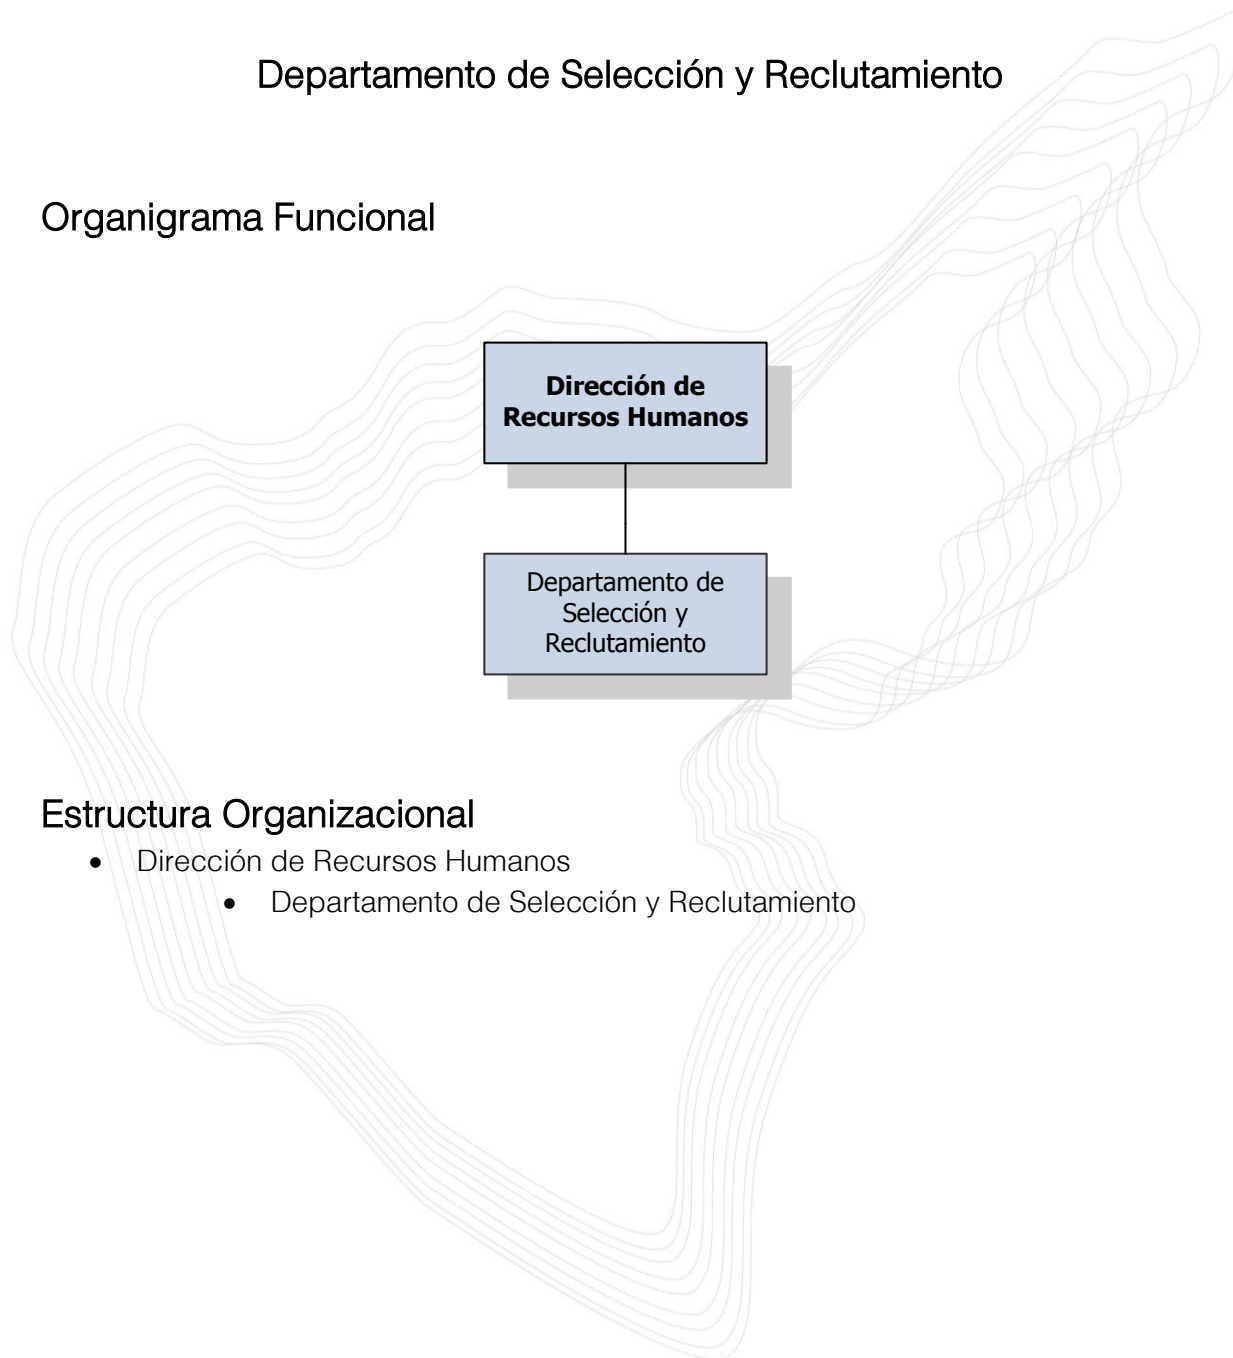 Departamento de Selección y Reclutamiento
Organigrama Funcional
Dirección de
Recursos Humanos
Departamento de
Selección y
Reclutamiento
Estructura Organizacional
• Dirección de Recursos Humanos
• Departamento de Selección y Reclutamiento